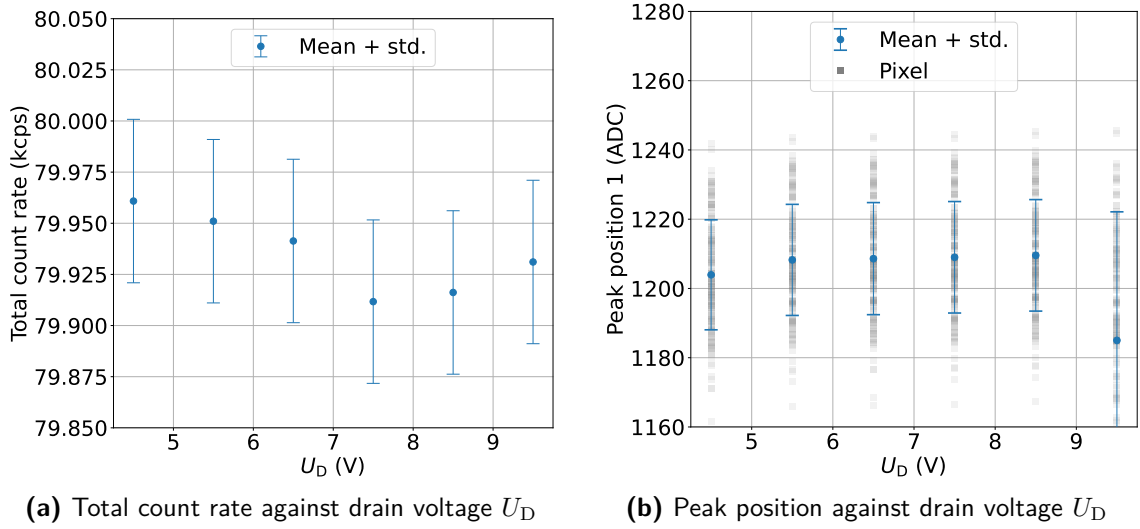 80.050
80.025
80.000
79.975
79.950
79.925
79.900
79.875
79.850
Total count rate (kcps)
Mean + std.
5 6 7 8 9
U_D (V)
(a) Total count rate against drain voltage U_D
1280
1260
1240
1220
1200
1180
1160
Peak position 1 (ADC)
Mean + std.
Pixel
5 6 7 8 9
U_D (V)
(b) Peak position against drain voltage U_D